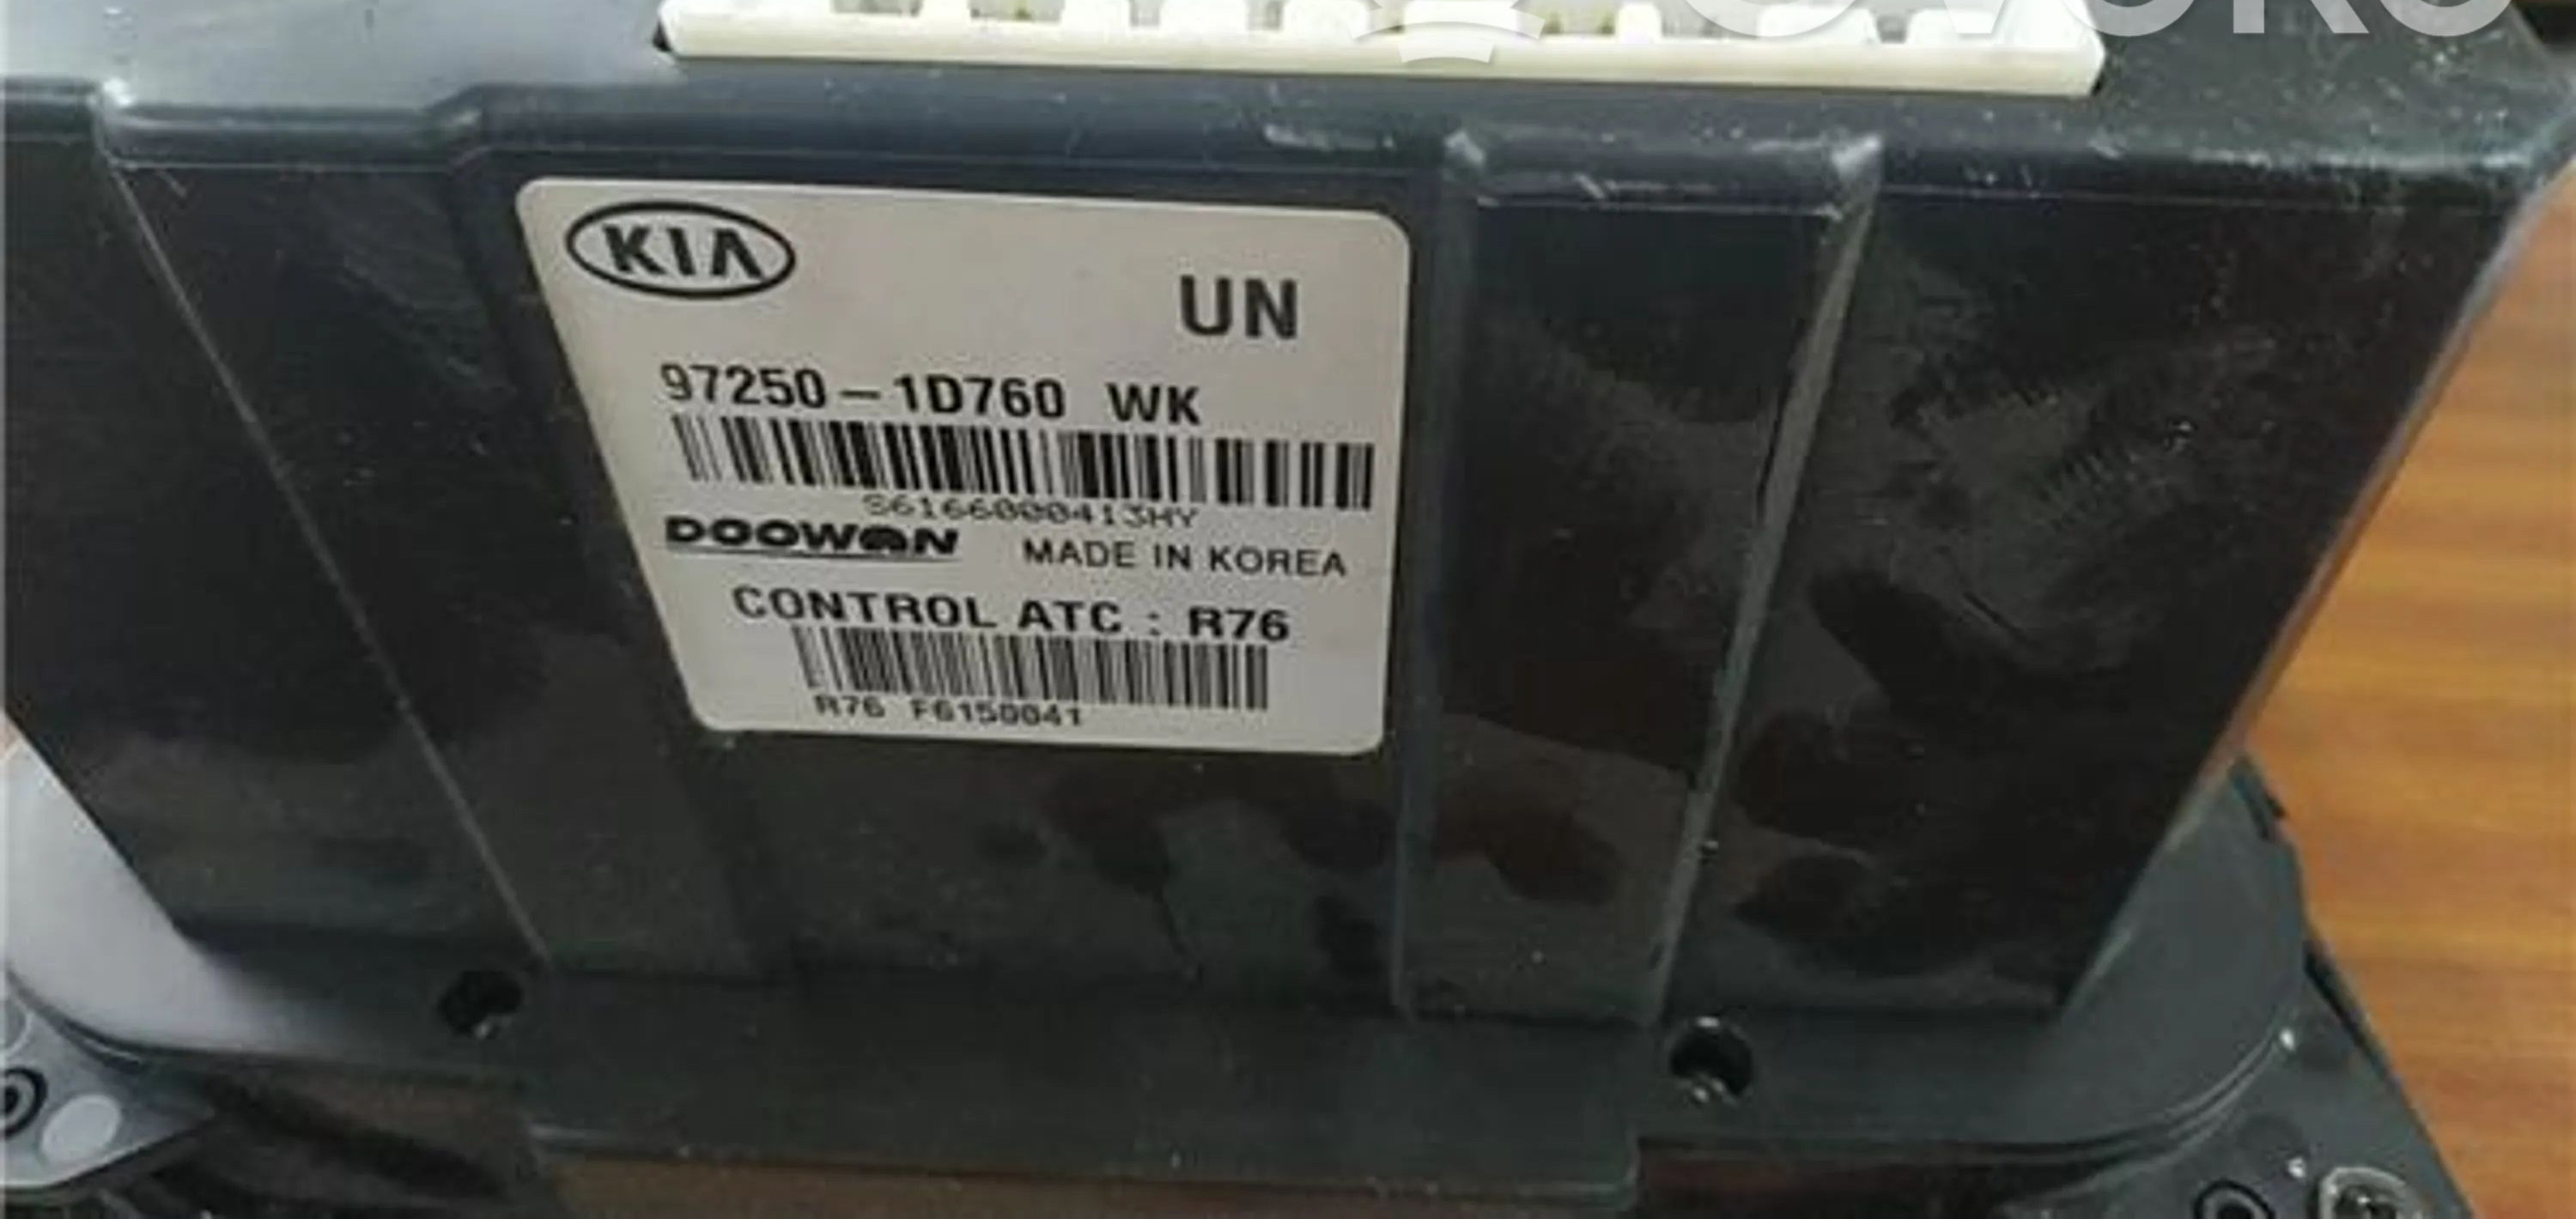 KIA
UN
97250-1D760 WK
S6166000413HY
DOOWON MADE IN KOREA
CONTROL ATC : R76
R76 F6150041